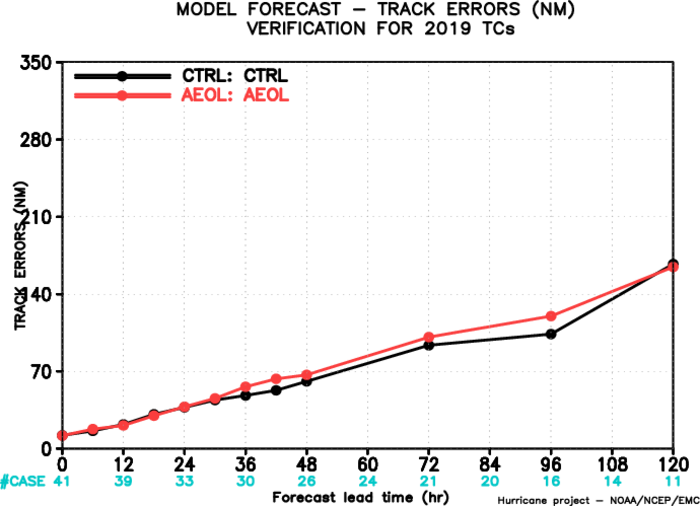 MODEL FORECAST — TRACK ERRORS (NM)
VERIFICATION FOR 2019 TCs
350
CTRL: CTRL
AEOL: AEOL
280
210
140
70
0
TRACK ERRORS (NM)
0 12 24 36 48 60 72 84 96 108 120
#CASE 41 39 33 30 26 24 21 20 16 14 11
Forecast lead time (hr)
Hurricane project — NOAA/NCEP/EMC